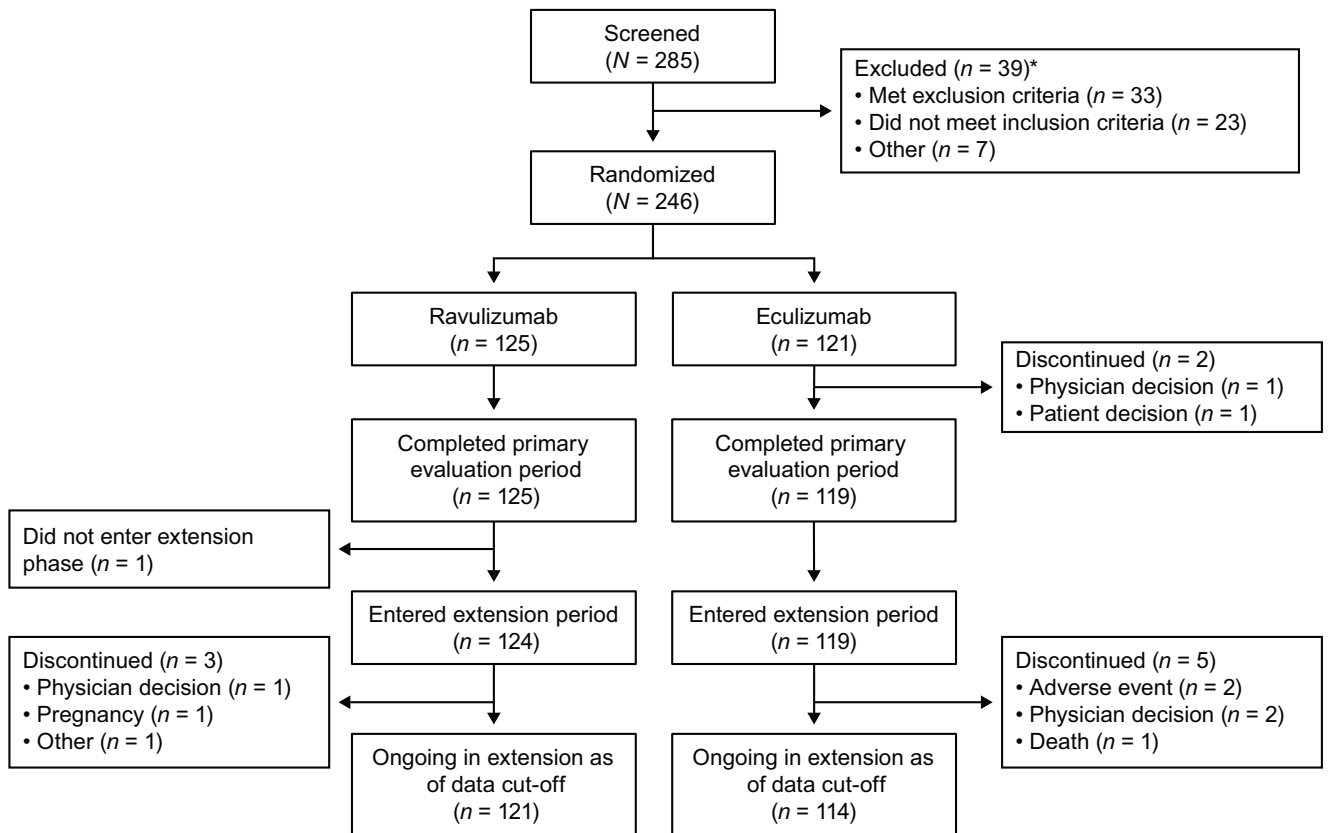 Screened
(N = 285)
Excluded (n = 39)*
• Met exclusion criteria (n = 33)
• Did not meet inclusion criteria (n = 23)
• Other (n = 7)
Randomized
(N = 246)
Ravulizumab
(n = 125)
Eculizumab
(n = 121)
Discontinued (n = 2)
• Physician decision (n = 1)
• Patient decision (n = 1)
Completed primary
evaluation period
(n = 125)
Completed primary
evaluation period
(n = 119)
Did not enter extension
phase (n = 1)
Entered extension period
(n = 124)
Entered extension period
(n = 119)
Discontinued (n = 3)
• Physician decision (n = 1)
• Pregnancy (n = 1)
• Other (n = 1)
Discontinued (n = 5)
• Adverse event (n = 2)
• Physician decision (n = 2)
• Death (n = 1)
Ongoing in extension as
of data cut-off
(n = 121)
Ongoing in extension as
of data cut-off
(n = 114)